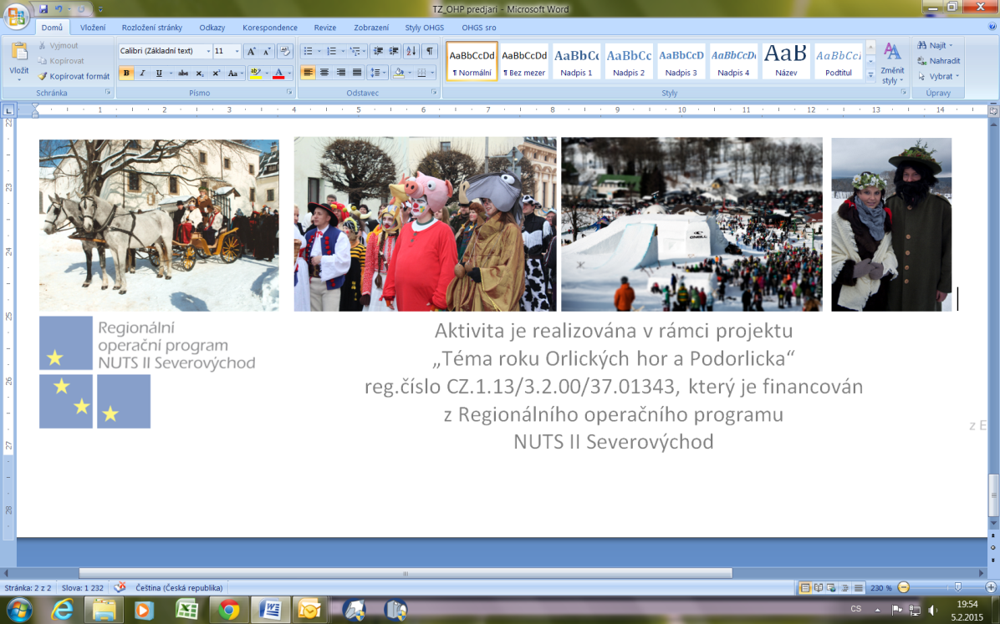 TZ_OHP predjari - Microsoft Word
Domů Vložení Rozložení stránky Odkazy Korespondence Revize Zobrazení Styly OHGS OHGS sro
Vložit
Vyjmout
Kopírovat
Kopírovat formát
Schránka
Calibri (Základní text) 11
Písmo
Odstavec
AaBbCcDd AaBbCcDd AaBbCc AaBbCc AaBbCcD AaBbCcDd AaB AaBbCcl
¶ Normální ¶ Bez mezer Nadpis 1 Nadpis 2 Nadpis 3 Nadpis 4 Název Podtitul
Změnit
styly
Styly
Najít
Nahradit
Vybrat
Úpravy
1 2 3 4 5 6 7 8 9 10 11 12 13 14
22
23
24
25
26
27
28
O'NEILL
Regionální
operační program
NUTS II Severovýchod
Aktivita je realizována v rámci projektu
„Téma roku Orlických hor a Podorlicka“
reg.číslo CZ.1.13/3.2.00/37.01343, který je financován
z Regionálního operačního programu
NUTS II Severovýchod
z E
Stránka: 2 z 2 Slova: 1 232 Čeština (Česká republika) 230 %
CS
19:54
5.2.2015